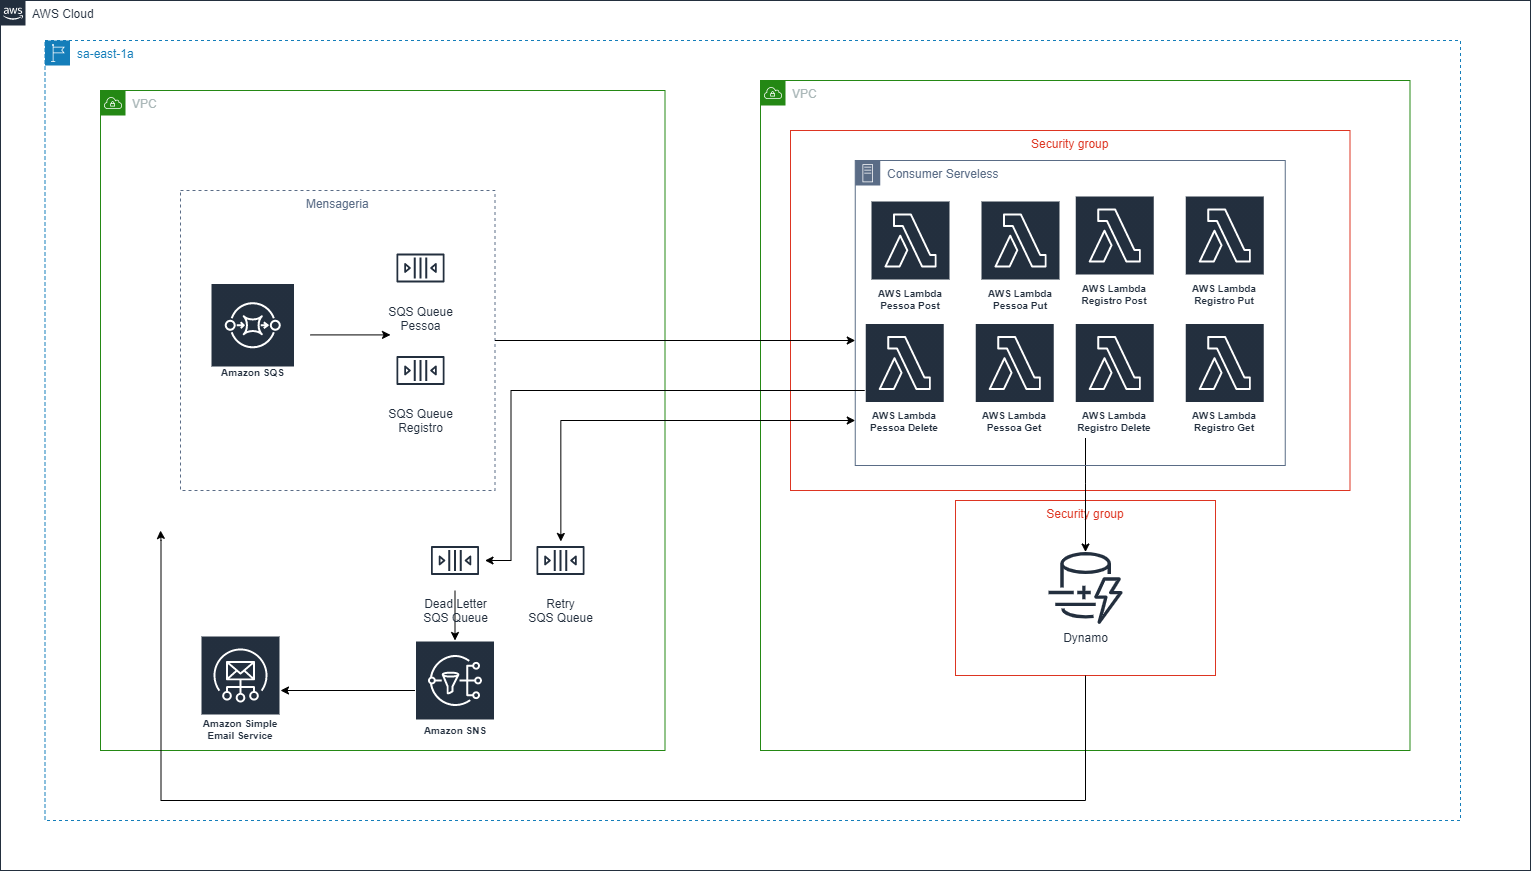 aws
AWS Cloud
sa-east-1a
VPC
Mensageria
Amazon SQS
SQS Queue
Pessoa
SQS Queue
Registro
Dead Letter
SQS Queue
Retry
SQS Queue
Amazon Simple
Email Service
Amazon SNS
VPC
Security group
Consumer Serveless
AWS Lambda
Pessoa Post
AWS Lambda
Pessoa Put
AWS Lambda
Registro Post
AWS Lambda
Registro Put
AWS Lambda
Pessoa Delete
AWS Lambda
Pessoa Get
AWS Lambda
Registro Delete
AWS Lambda
Registro Get
Security group
Dynamo